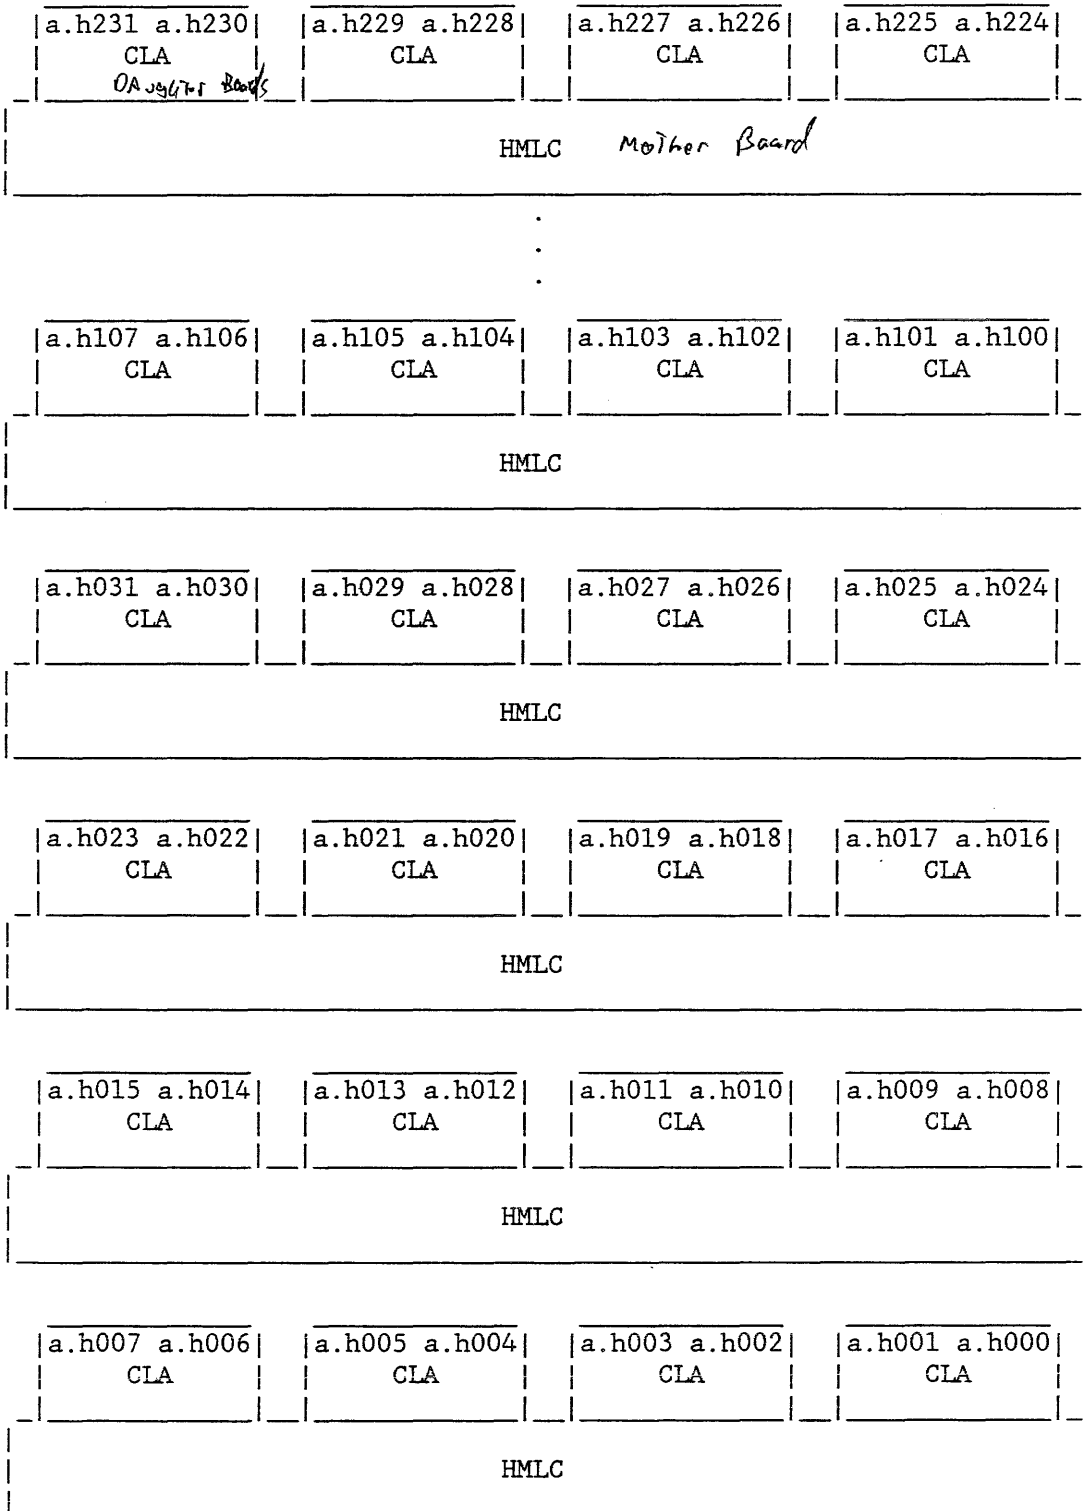 a.h231 a.h230 a.h229 a.h228 a.h227 a.h226 a.h225 a.h224
CLA CLA CLA CLA
DAughter Boards
HMLC Mother Board
.
.
.
a.h107 a.h106 a.h105 a.h104 a.h103 a.h102 a.h101 a.h100
CLA CLA CLA CLA
HMLC
a.h031 a.h030 a.h029 a.h028 a.h027 a.h026 a.h025 a.h024
CLA CLA CLA CLA
HMLC
a.h023 a.h022 a.h021 a.h020 a.h019 a.h018 a.h017 a.h016
CLA CLA CLA CLA
HMLC
a.h015 a.h014 a.h013 a.h012 a.h011 a.h010 a.h009 a.h008
CLA CLA CLA CLA
HMLC
a.h007 a.h006 a.h005 a.h004 a.h003 a.h002 a.h001 a.h000
CLA CLA CLA CLA
HMLC